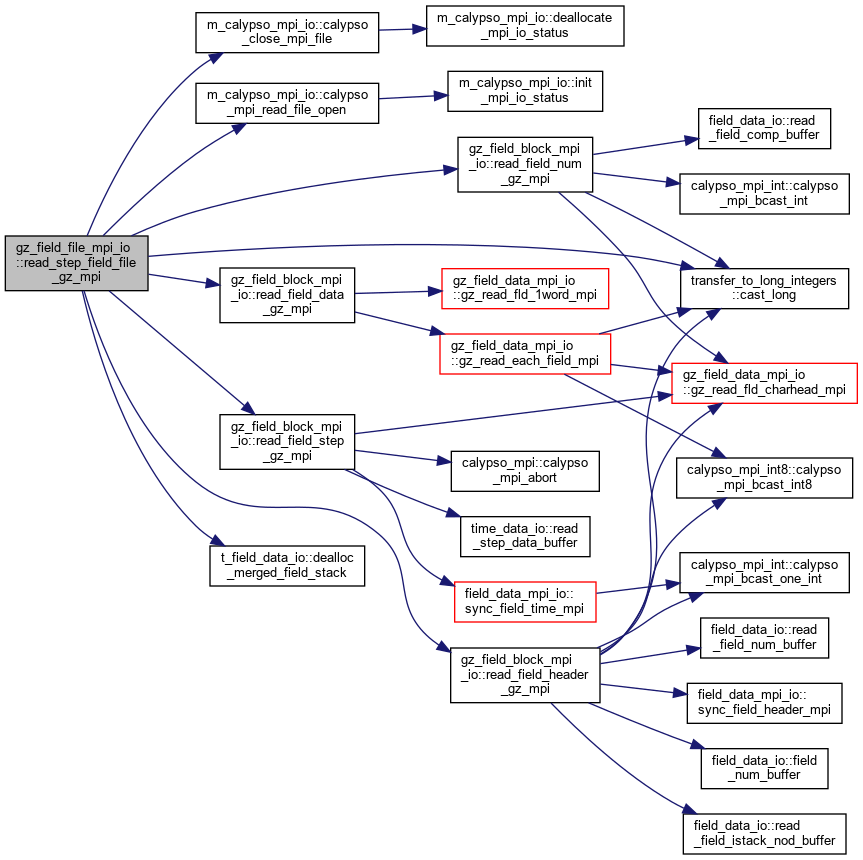 gz_field_file_mpi_io
::read_step_field_file
_gz_mpi
m_calypso_mpi_io::calypso
_close_mpi_file
m_calypso_mpi_io::deallocate
_mpi_io_status
m_calypso_mpi_io::calypso
_mpi_read_file_open
m_calypso_mpi_io::init
_mpi_io_status
gz_field_block_mpi
_io::read_field_num
_gz_mpi
field_data_io::read
_field_comp_buffer
calypso_mpi_int::calypso
_mpi_bcast_int
transfer_to_long_integers
::cast_long
gz_field_block_mpi
_io::read_field_data
_gz_mpi
gz_field_data_mpi_io
::gz_read_fld_1word_mpi
gz_field_data_mpi_io
::gz_read_each_field_mpi
gz_field_data_mpi_io
::gz_read_fld_charhead_mpi
gz_field_block_mpi
_io::read_field_step
_gz_mpi
calypso_mpi::calypso
_mpi_abort
calypso_mpi_int8::calypso
_mpi_bcast_int8
time_data_io::read
_step_data_buffer
t_field_data_io::dealloc
_merged_field_stack
field_data_mpi_io::
sync_field_time_mpi
calypso_mpi_int::calypso
_mpi_bcast_one_int
gz_field_block_mpi
_io::read_field_header
_gz_mpi
field_data_io::read
_field_num_buffer
field_data_mpi_io::
sync_field_header_mpi
field_data_io::field
_num_buffer
field_data_io::read
_field_istack_nod_buffer